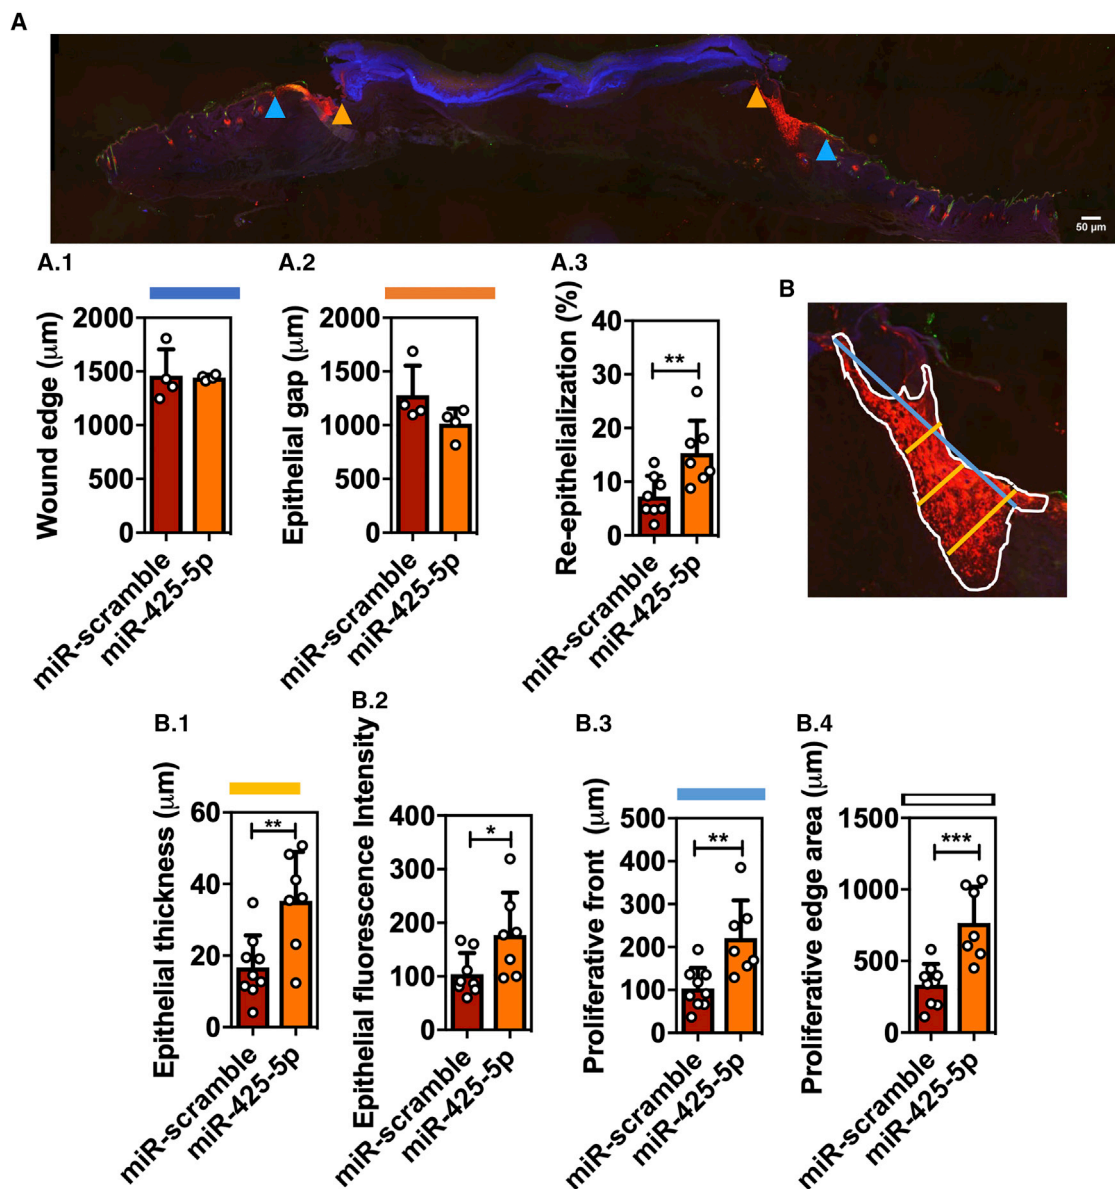 A
50 µm
A.1
A.2
A.3
B
Wound edge (µm)
2000
1500
1000
500
0
miR-scramble
miR-425-5p
Epithelial gap (µm)
2000
1500
1000
500
0
miR-scramble
miR-425-5p
Re-epithelialization (%)
40
30
20
10
0
**
miR-scramble
miR-425-5p
B.1
B.2
B.3
B.4
Epithelial thickness (µm)
60
40
20
0
**
miR-scramble
miR-425-5p
Epithelial fluorescence Intensity
400
300
200
100
0
*
miR-scramble
miR-425-5p
Proliferative front (µm)
500
400
300
200
100
0
**
miR-scramble
miR-425-5p
Proliferative edge area (µm)
1500
1000
500
0
***
miR-scramble
miR-425-5p